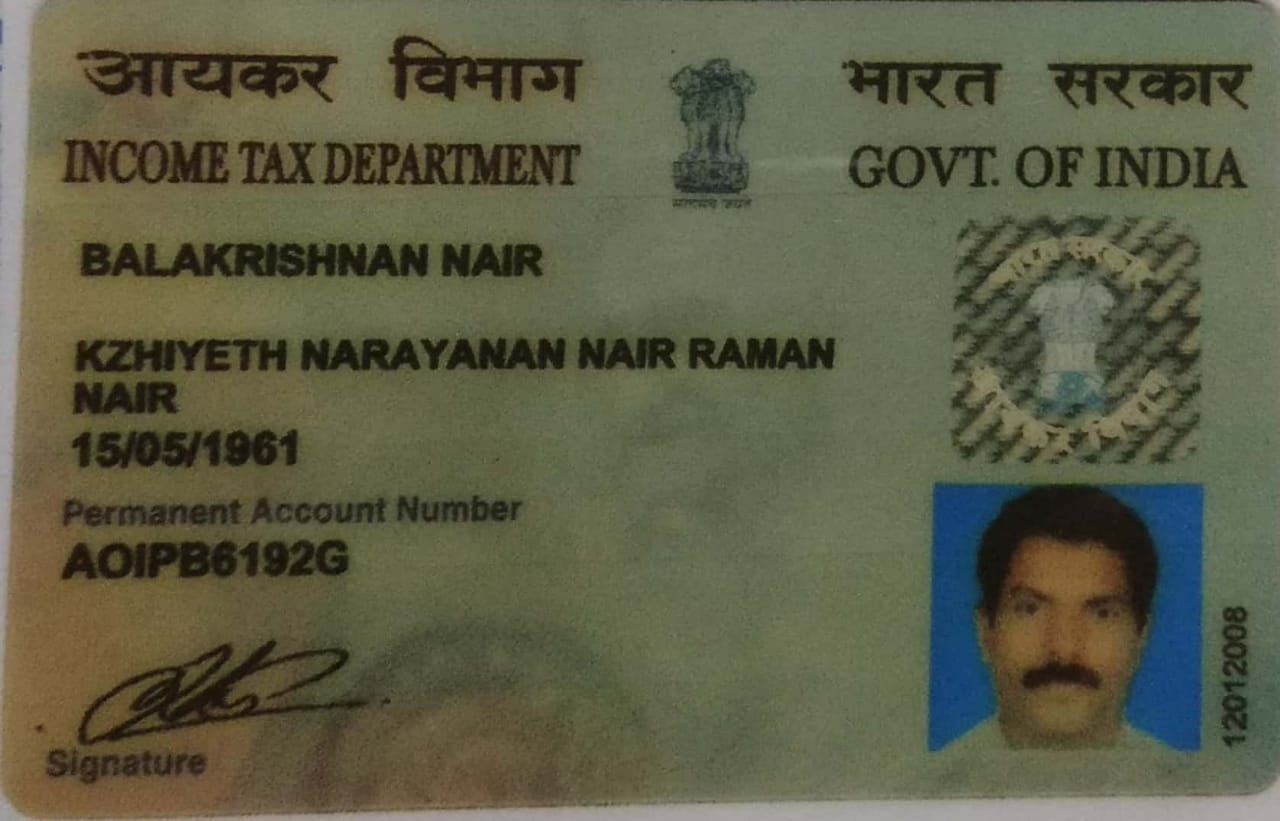 आयकर विभाग
भारत सरकार
INCOME TAX DEPARTMENT
GOVT. OF INDIA
सत्यमेव जयते
BALAKRISHNAN NAIR
KZHIYETH NARAYANAN NAIR RAMAN
NAIR
15/05/1961
Permanent Account Number
AOIPB6192G
Signature
12012008